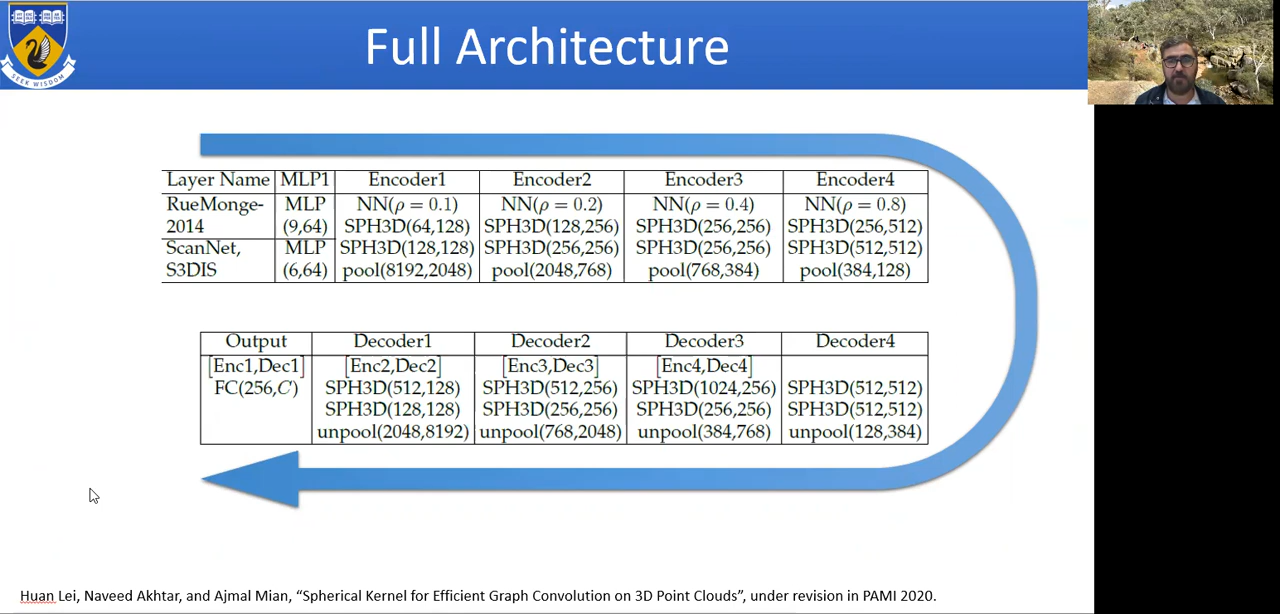 Full Architecture
SEEK WISDOM
Layer Name MLP1 Encoder1 Encoder2 Encoder3 Encoder4
RueMonge- MLP NN(ρ = 0.1) NN(ρ = 0.2) NN(ρ = 0.4) NN(ρ = 0.8)
2014 (9,64) SPH3D(64,128) SPH3D(128,256) SPH3D(256,256) SPH3D(256,512)
ScanNet, MLP SPH3D(128,128) SPH3D(256,256) SPH3D(256,256) SPH3D(512,512)
S3DIS (6,64) pool(8192,2048) pool(2048,768) pool(768,384) pool(384,128)
Output Decoder1 Decoder2 Decoder3 Decoder4
[Enc1,Dec1] [Enc2,Dec2] [Enc3,Dec3] [Enc4,Dec4]
FC(256,C) SPH3D(512,128) SPH3D(512,256) SPH3D(1024,256) SPH3D(512,512)
SPH3D(128,128) SPH3D(256,256) SPH3D(256,256) SPH3D(512,512)
unpool(2048,8192) unpool(768,2048) unpool(384,768) unpool(128,384)
Huan Lei, Naveed Akhtar, and Ajmal Mian, “Spherical Kernel for Efficient Graph Convolution on 3D Point Clouds”, under revision in PAMI 2020.